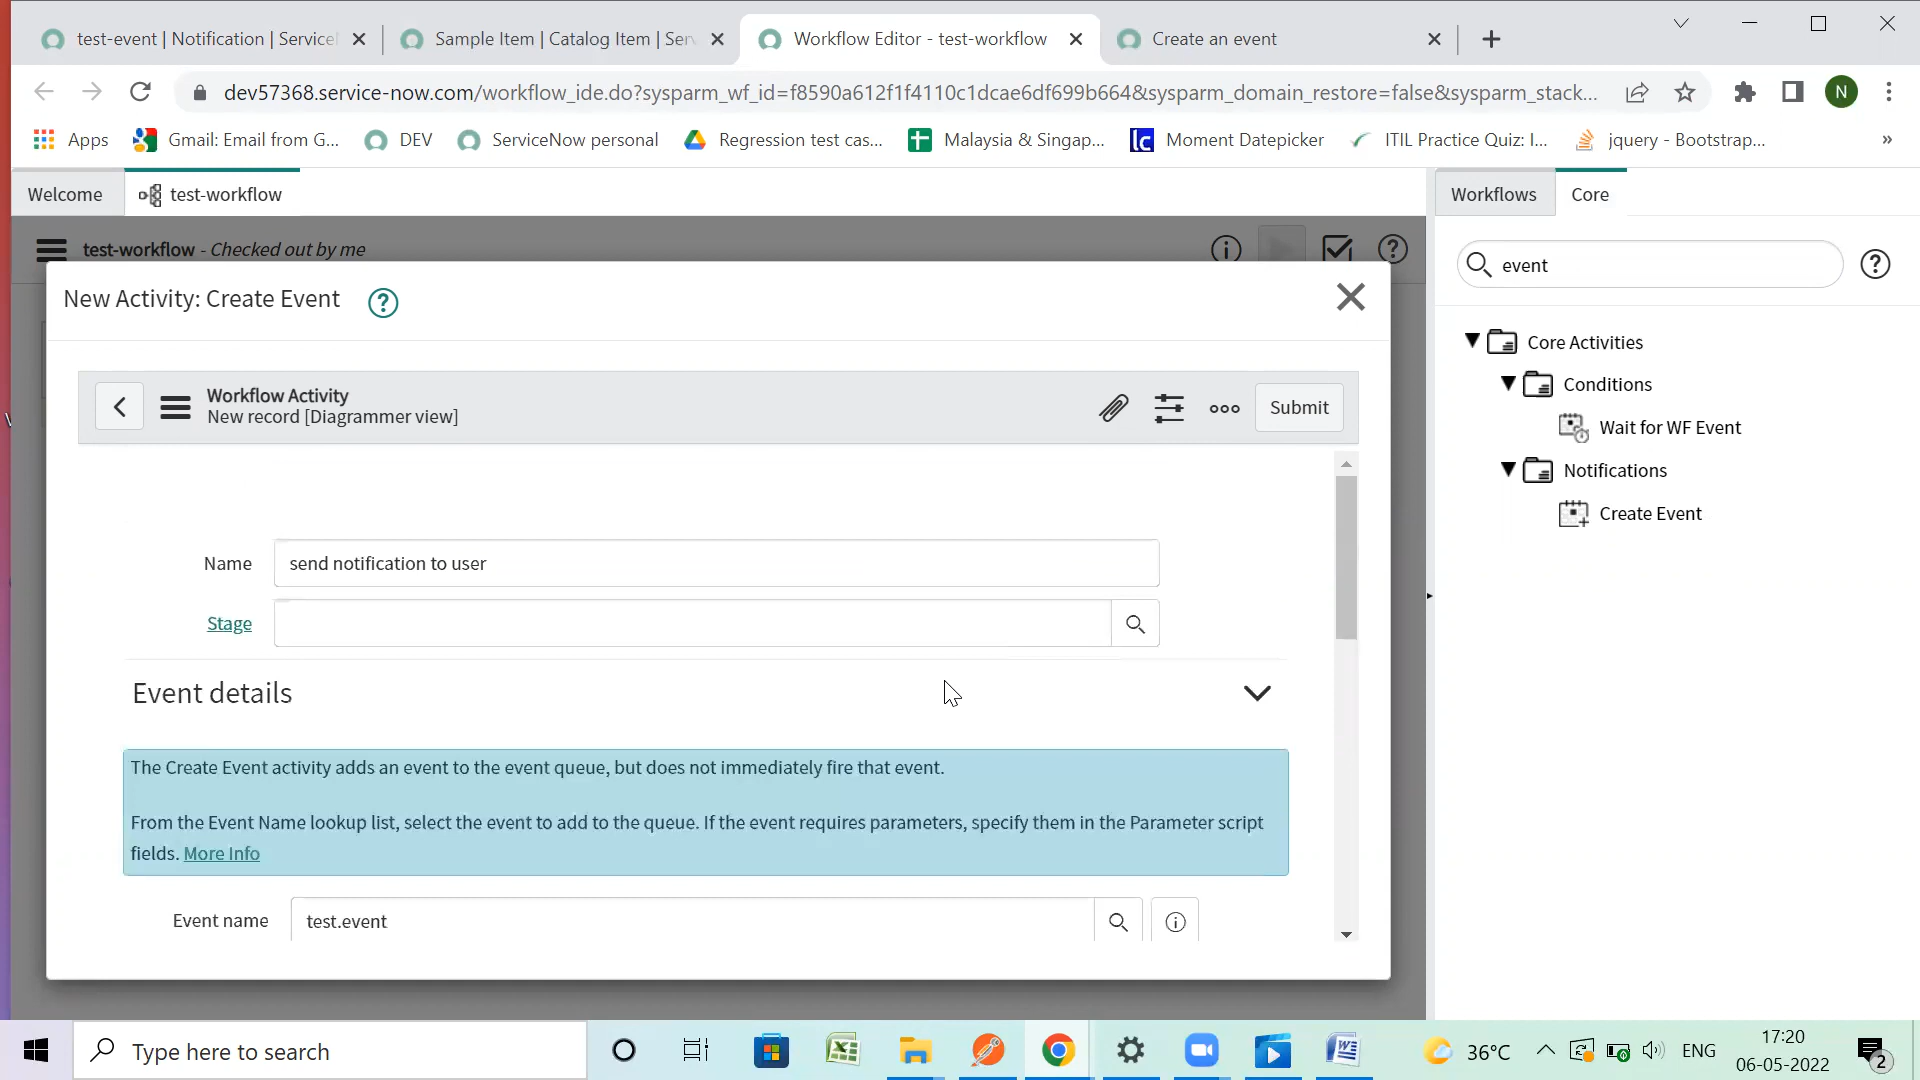 test-event | Notification | Service
Sample Item | Catalog Item | Ser
Workflow Editor - test-workflow
Create an event
dev57368.service-now.com/workflow_ide.do?sysparm_wf_id=f8590a612f1f4110c1dcae6df699b664&sysparm_domain_restore=false&sysparm_stack...
N
Apps
Gmail: Email from G...
DEV
ServiceNow personal
Regression test cas...
Malaysia & Singap...
lc
Moment Datepicker
ITIL Practice Quiz: I...
jquery - Bootstrap...
»
Welcome
test-workflow
Workflows
Core
test-workflow - Checked out by me
event
New Activity: Create Event
Workflow Activity
New record [Diagrammer view]
Submit
Core Activities
Conditions
Wait for WF Event
Notifications
Create Event
Name
send notification to user
Stage
Event details
The Create Event activity adds an event to the event queue, but does not immediately fire that event.
From the Event Name lookup list, select the event to add to the queue. If the event requires parameters, specify them in the Parameter script
fields. More Info
Event name
test.event
Type here to search
36°C
ENG
17:20
06-05-2022
2